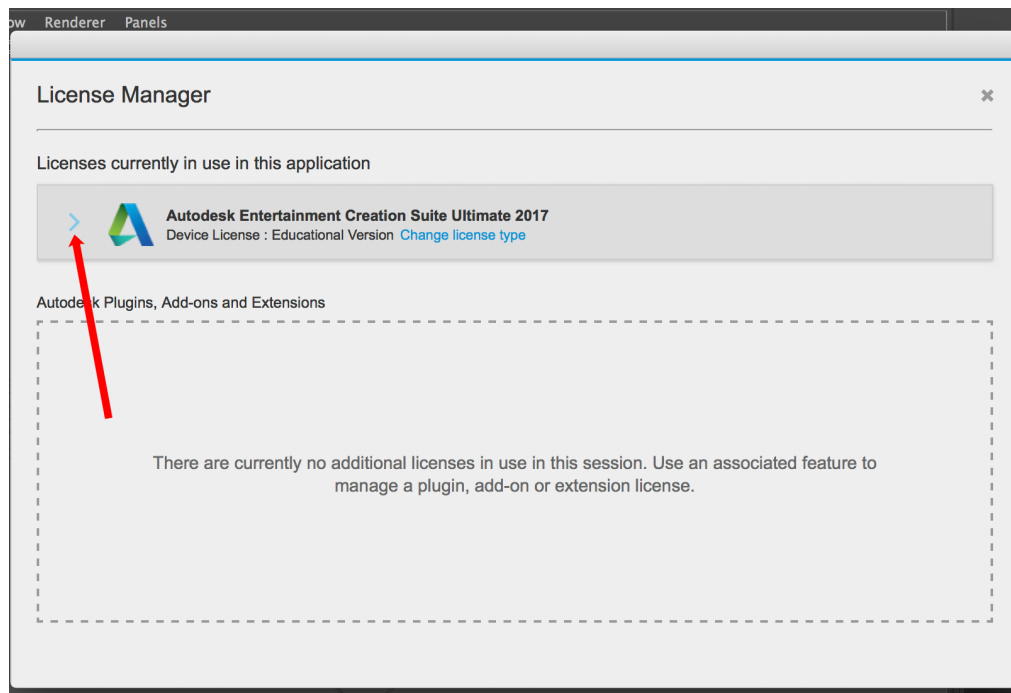 Renderer Panels
License Manager
Licenses currently in use in this application
Autodesk Entertainment Creation Suite Ultimate 2017
Device License : Educational Version Change license type
Autodesk Plugins, Add-ons and Extensions
There are currently no additional licenses in use in this session. Use an associated feature to
manage a plugin, add-on or extension license.